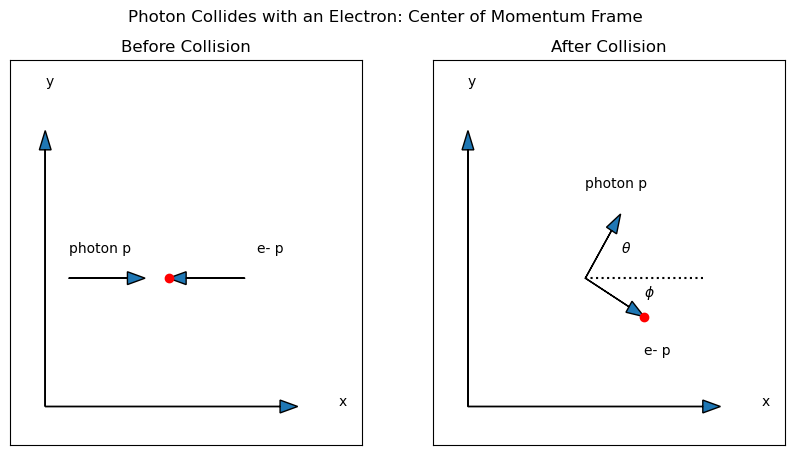 Photon Collides with an Electron: Center of Momentum Frame
Before Collision
y
photon p
e- p
x
After Collision
y
photon p
θ
ϕ
e- p
x